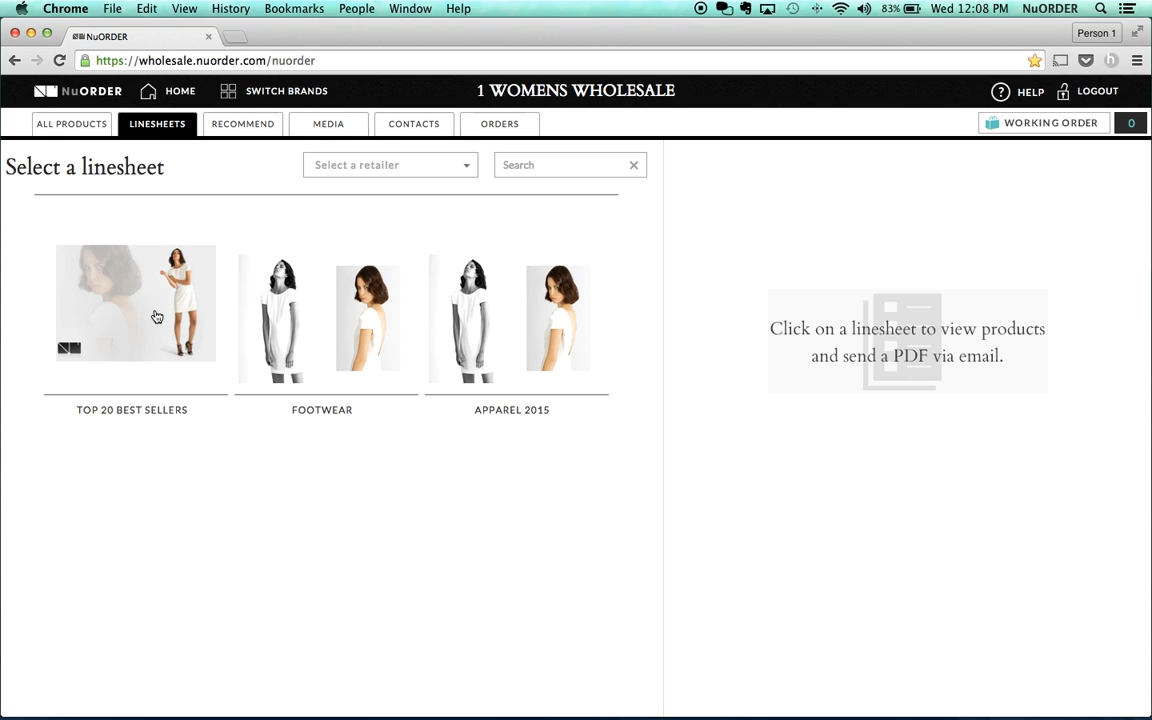 Chrome File Edit View History Bookmarks People Window Help 83% Wed 12:08 PM NuORDER
NuORDER Person 1
https://wholesale.nuorder.com/nuorder
NuORDER HOME SWITCH BRANDS 1 WOMENS WHOLESALE ? HELP LOGOUT
ALL PRODUCTS LINESHEETS RECOMMEND MEDIA CONTACTS ORDERS WORKING ORDER 0
Select a linesheet Select a retailer Search
Click on a linesheet to view products
and send a PDF via email.
TOP 20 BEST SELLERS FOOTWEAR APPAREL 2015